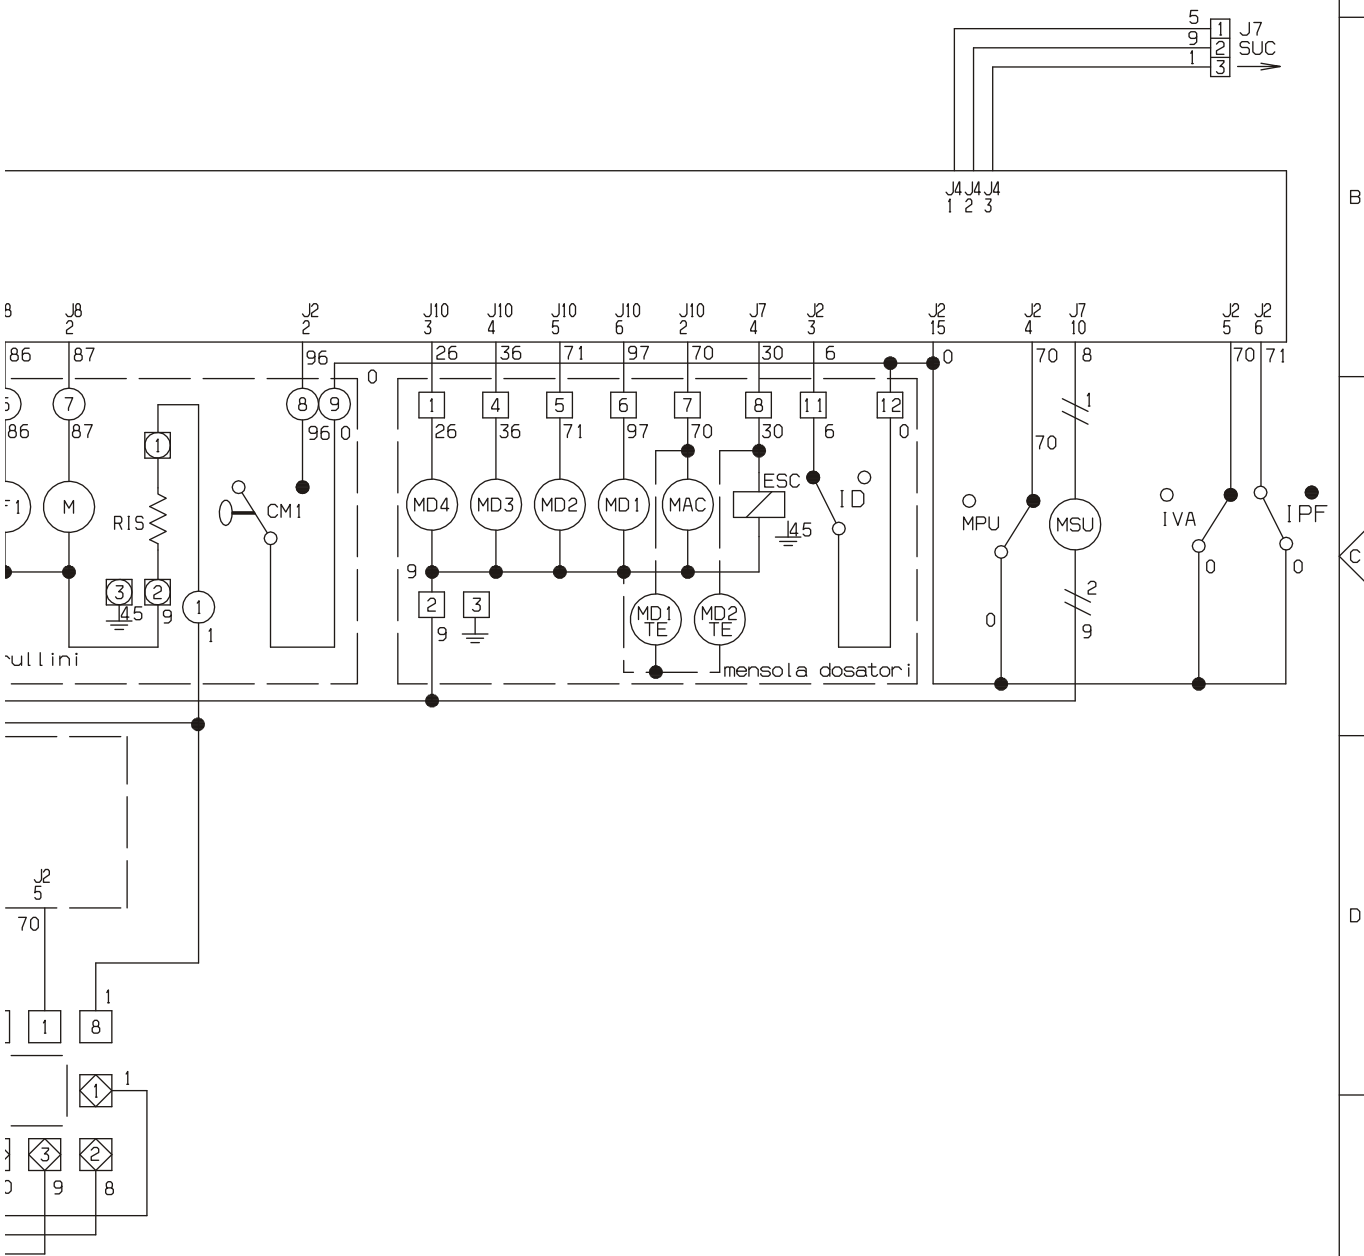 5
1 J7
9
2 SUC
1
3
B
J4 J4 J4
1 2 3
8 J8 J2 J10 J10 J10 J10 J10 J7 J2 J2 J2 J7 J2 J2
2 2 3 4 5 6 2 4 3 15 4 10 5 6
86 87 96 26 36 71 97 70 30 6 0 70 8 70 71
0
7 8 9 1 4 5 6 7 8 11 12 1
86 87 96 0 26 36 71 97 70 30 6 0
1 70
ESC ID
F1 M RIS CM1 MD4 MD3 MD2 MD1 MAC MPU MSU IVA IPF
45
C
9 0 0
3 2 1 2 3 2
45 9 MD1 MD2 0
TE TE
1 9 9
rullini mensola dosatori
J2
5
70
D
1
1 8
1 1
3 2
0 9 8